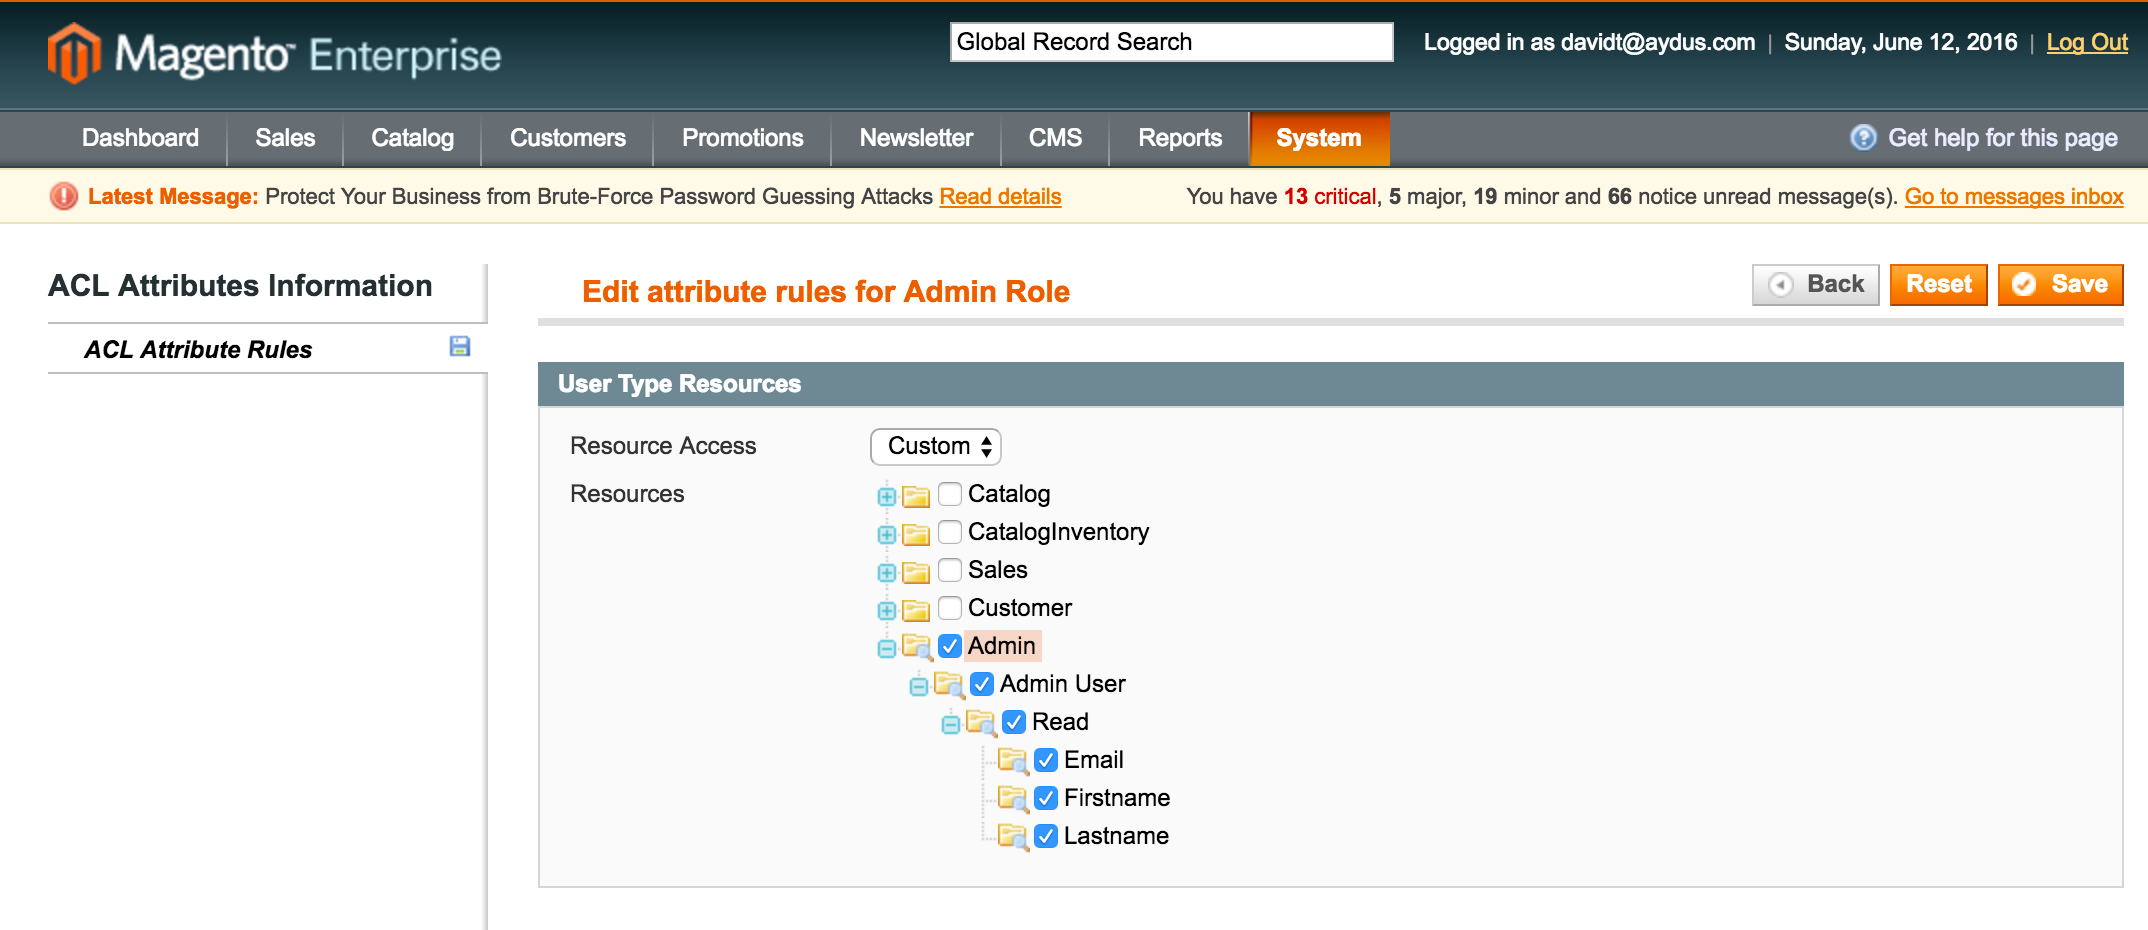 Magento™ Enterprise
Global Record Search
Logged in as davidt@aydus.com | Sunday, June 12, 2016 | Log Out
Dashboard Sales Catalog Customers Promotions Newsletter CMS Reports System Get help for this page
Latest Message: Protect Your Business from Brute-Force Password Guessing Attacks Read details You have 13 critical, 5 major, 19 minor and 66 notice unread message(s). Go to messages inbox
ACL Attributes Information
ACL Attribute Rules
Edit attribute rules for Admin Role
Back Reset Save
User Type Resources
Resource Access Custom
Resources
Catalog
CatalogInventory
Sales
Customer
Admin
Admin User
Read
Email
Firstname
Lastname